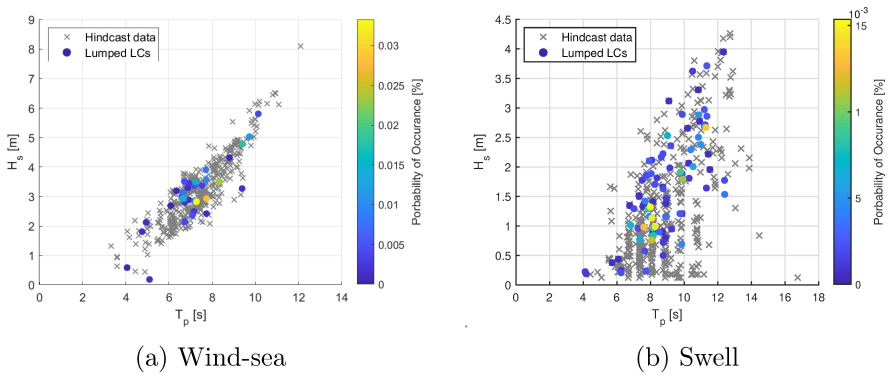 9
8
7
6
5
4
3
2
1
0
H_s [m]
0 2 4 6 8 10 12 14
T_p [s]
Hindcast data
Lumped LCs
0.03
0.025
0.02
0.015
0.01
0.005
0
Porbability of Occurance [%]
(a) Wind-sea
4.5
4
3.5
3
2.5
2
1.5
1
0.5
0
H_s [m]
0 2 4 6 8 10 12 14 16 18
T_p [s]
Hindcast data
Lumped LCs
10^-3
15
1
5
0
Porbability of Occurance [%]
(b) Swell